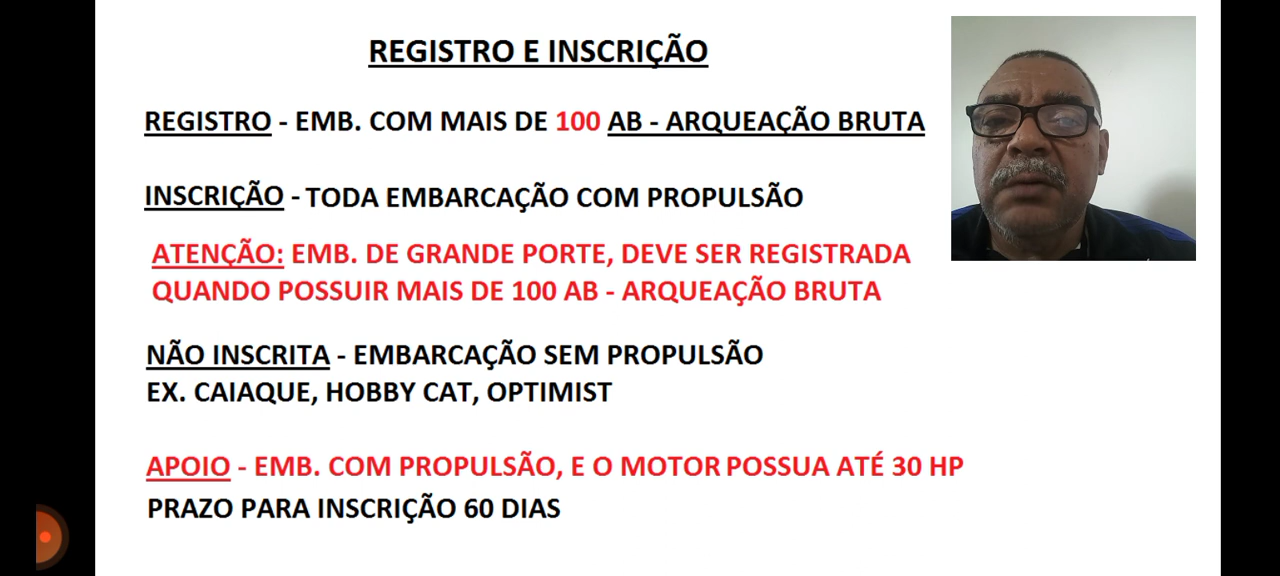 REGISTRO E INSCRIÇÃO
REGISTRO - EMB. COM MAIS DE 100 AB - ARQUEAÇÃO BRUTA
INSCRIÇÃO - TODA EMBARCAÇÃO COM PROPULSÃO
ATENÇÃO: EMB. DE GRANDE PORTE, DEVE SER REGISTRADA
QUANDO POSSUIR MAIS DE 100 AB - ARQUEAÇÃO BRUTA
NÃO INSCRITA - EMBARCAÇÃO SEM PROPULSÃO
EX. CAIAQUE, HOBBY CAT, OPTIMIST
APOIO - EMB. COM PROPULSÃO, E O MOTOR POSSUA ATÉ 30 HP
PRAZO PARA INSCRIÇÃO 60 DIAS